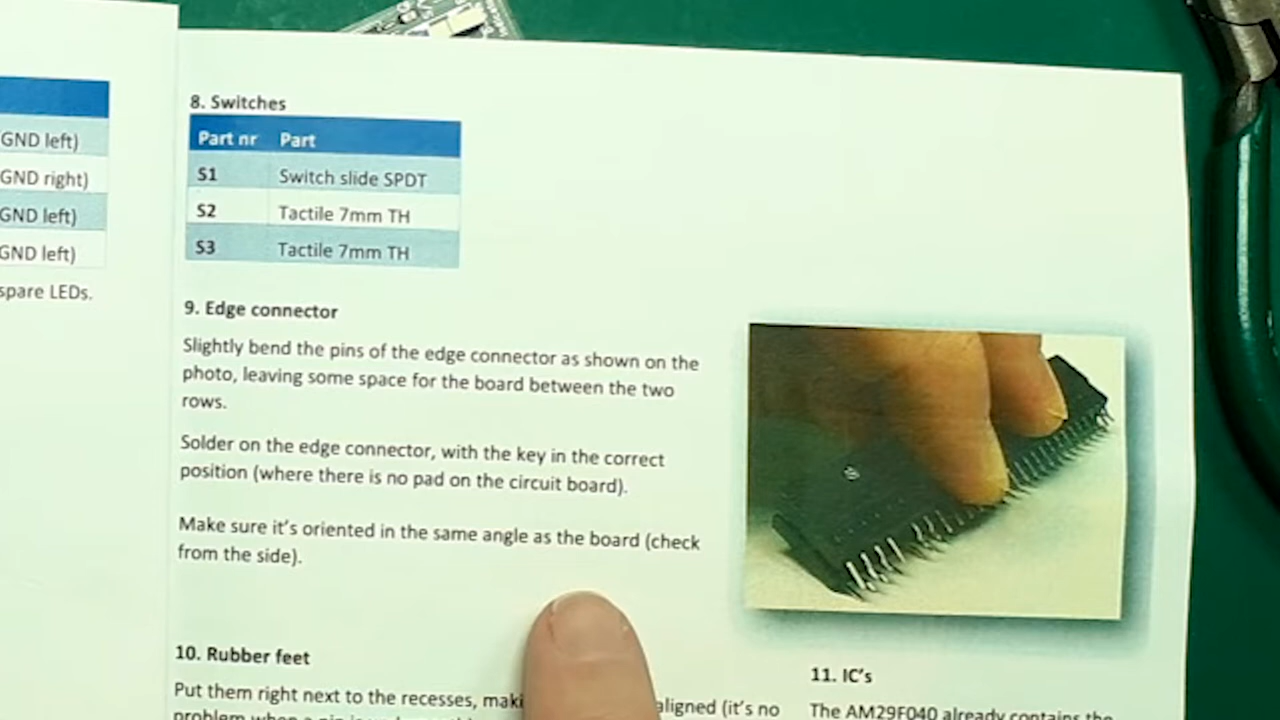 GND left)
GND right)
GND left)
GND left)
spare LEDs.
8. Switches
Part nr Part
S1 Switch slide SPDT
S2 Tactile 7mm TH
S3 Tactile 7mm TH
9. Edge connector
Slightly bend the pins of the edge connector as shown on the
photo, leaving some space for the board between the two
rows.
Solder on the edge connector, with the key in the correct
position (where there is no pad on the circuit board).
Make sure it's oriented in the same angle as the board (check
from the side).
10. Rubber feet
Put them right next to the recesses, maki aligned (it's no
problem when a pin
11. IC's
The AM29F040 already contains the